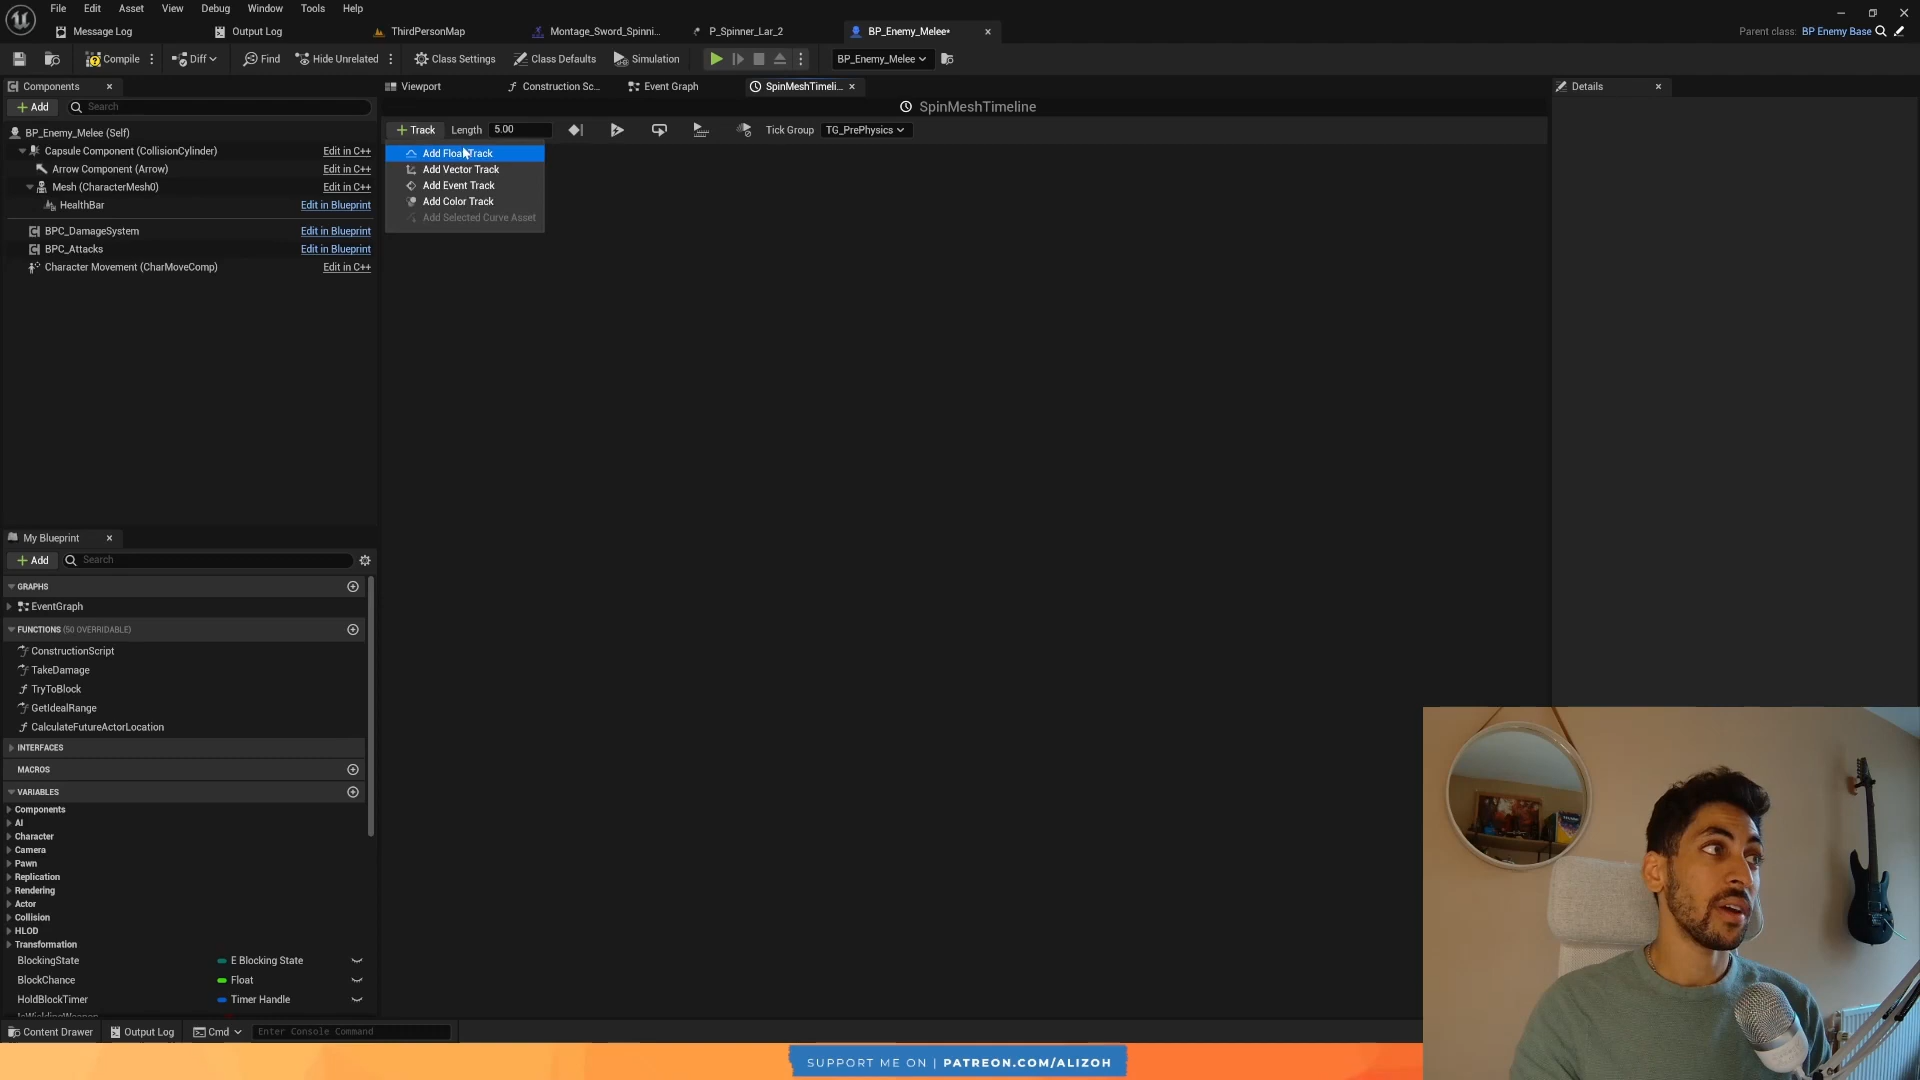 File Edit Asset View Debug Window Tools Help
Message Log Output Log ThirdPersonMap Montage_Sword_Spinni... P_Spinner_Lar_2 BP_Enemy_Melee* Parent class: BP Enemy Base
Compile Diff Find Hide Unrelated Class Settings Class Defaults Simulation BP_Enemy_Melee
Components Viewport Construction Sc... Event Graph SpinMeshTimeli... Details
Add Search SpinMeshTimeline
Track Length 5.00 Tick Group TG_PrePhysics
BP_Enemy_Melee (Self)
Capsule Component (CollisionCylinder) Edit in C++
Arrow Component (Arrow) Edit in C++
Mesh (CharacterMesh0) Edit in C++
HealthBar Edit in Blueprint
BPC_DamageSystem Edit in Blueprint
BPC_Attacks Edit in Blueprint
Character Movement (CharMoveComp) Edit in C++
Add Float Track
Add Vector Track
Add Event Track
Add Color Track
Add Selected Curve Asset
My Blueprint
Add Search
GRAPHS
EventGraph
FUNCTIONS (50 OVERRIDABLE)
ConstructionScript
TakeDamage
TryToBlock
GetIdealRange
CalculateFutureActorLocation
INTERFACES
MACROS
VARIABLES
Components
AI
Character
Camera
Pawn
Replication
Rendering
Actor
Collision
HLOD
Transformation
BlockingState E Blocking State
BlockChance Float
HoldBlockTimer Timer Handle
IsWieldingWeapon
Content Drawer Output Log Cmd Enter Console Command
SUPPORT ME ON | PATREON.COM/ALIZOH